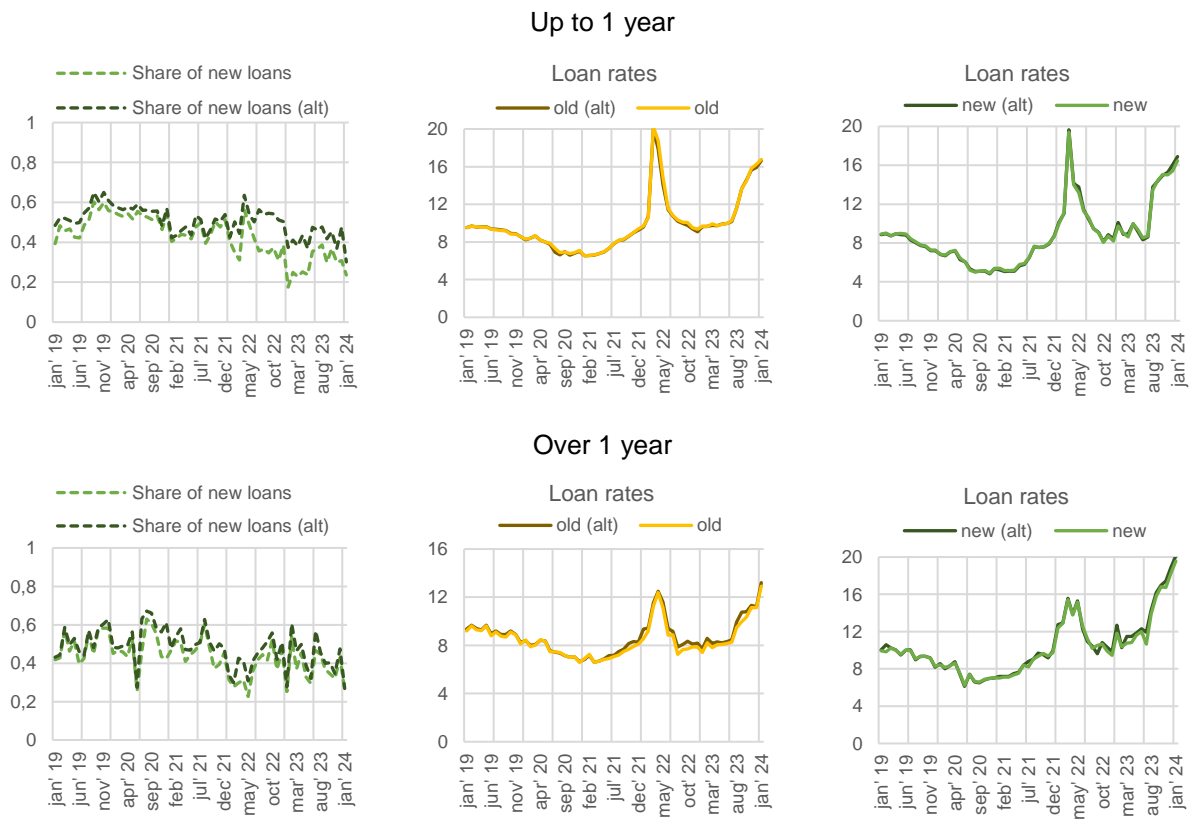 Up to 1 year
Share of new loans
Share of new loans (alt)
1
0,8
0,6
0,4
0,2
0
jan' 19
jun' 19
nov' 19
apr' 20
sep' 20
feb' 21
jul' 21
dec' 21
may' 22
oct' 22
mar' 23
aug' 23
jan' 24
Loan rates
old (alt) old
20
16
12
8
4
0
jan' 19
jun' 19
nov' 19
apr' 20
sep' 20
feb' 21
jul' 21
dec' 21
may' 22
oct' 22
mar' 23
aug' 23
jan' 24
Loan rates
new (alt) new
20
16
12
8
4
0
jan' 19
jun' 19
nov' 19
apr' 20
sep' 20
feb' 21
jul' 21
dec' 21
may' 22
oct' 22
mar' 23
aug' 23
jan' 24
Over 1 year
Share of new loans
Share of new loans (alt)
1
0,8
0,6
0,4
0,2
0
jan' 19
jun' 19
nov' 19
apr' 20
sep' 20
feb' 21
jul' 21
dec' 21
may' 22
oct' 22
mar' 23
aug' 23
jan' 24
Loan rates
old (alt) old
16
12
8
4
0
jan' 19
jun' 19
nov' 19
apr' 20
sep' 20
feb' 21
jul' 21
dec' 21
may' 22
oct' 22
mar' 23
aug' 23
jan' 24
Loan rates
new (alt) new
20
16
12
8
4
0
jan' 19
jun' 19
nov' 19
apr' 20
sep' 20
feb' 21
jul' 21
dec' 21
may' 22
oct' 22
mar' 23
aug' 23
jan' 24